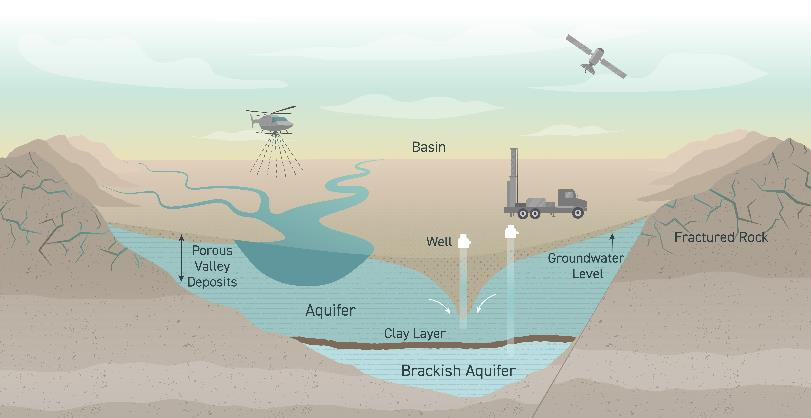 Basin
Well
Porous
Valley
Deposits
Groundwater
Level
Fractured Rock
Aquifer
Clay Layer
Brackish Aquifer